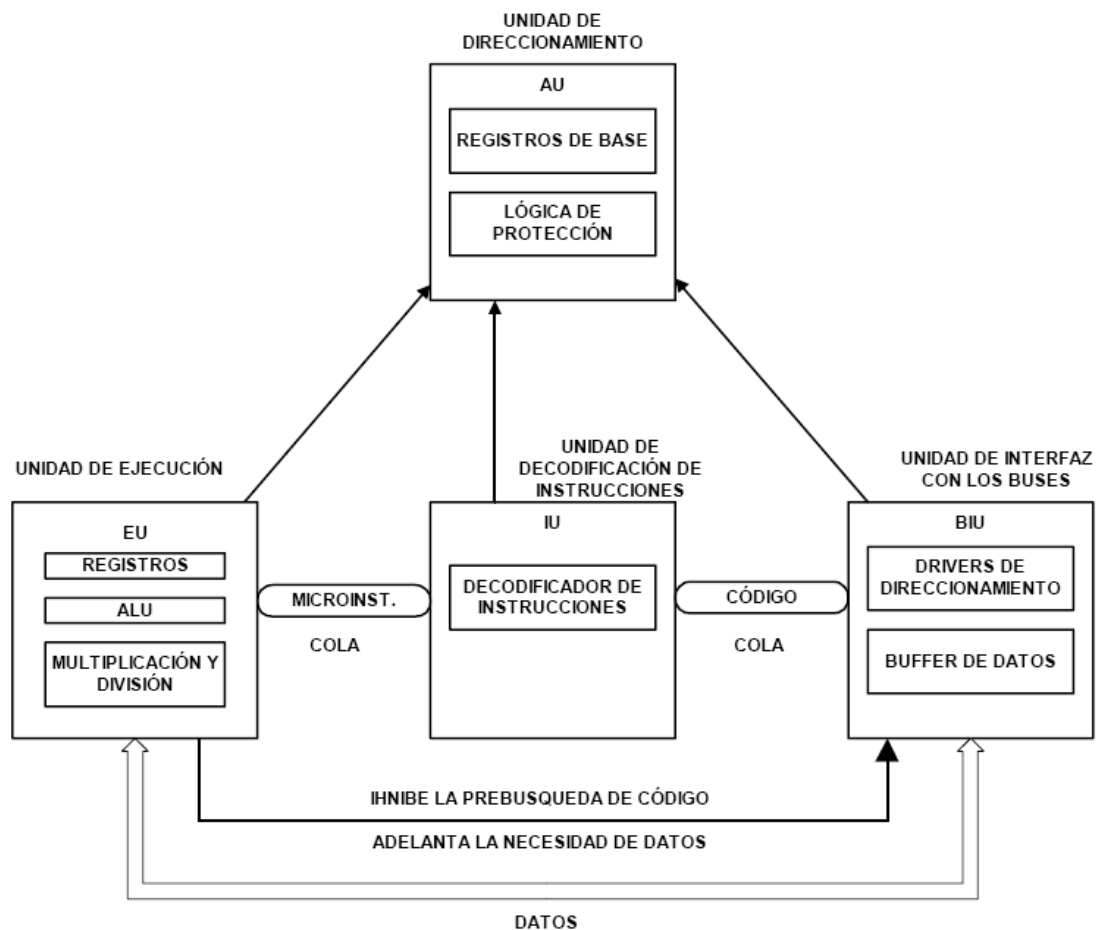 UNIDAD DE
DIRECCIONAMIENTO
AU
REGISTROS DE BASE
LÓGICA DE
PROTECCIÓN
UNIDAD DE EJECUCIÓN
EU
REGISTROS
ALU
MULTIPLICACIÓN Y
DIVISIÓN
MICROINST.
COLA
UNIDAD DE
DECODIFICACIÓN DE
INSTRUCCIONES
IU
DECODIFICADOR DE
INSTRUCCIONES
CÓDIGO
COLA
UNIDAD DE INTERFAZ
CON LOS BUSES
BIU
DRIVERS DE
DIRECCIONAMIENTO
BUFFER DE DATOS
IHNIBE LA PREBUSQUEDA DE CÓDIGO
ADELANTA LA NECESIDAD DE DATOS
DATOS